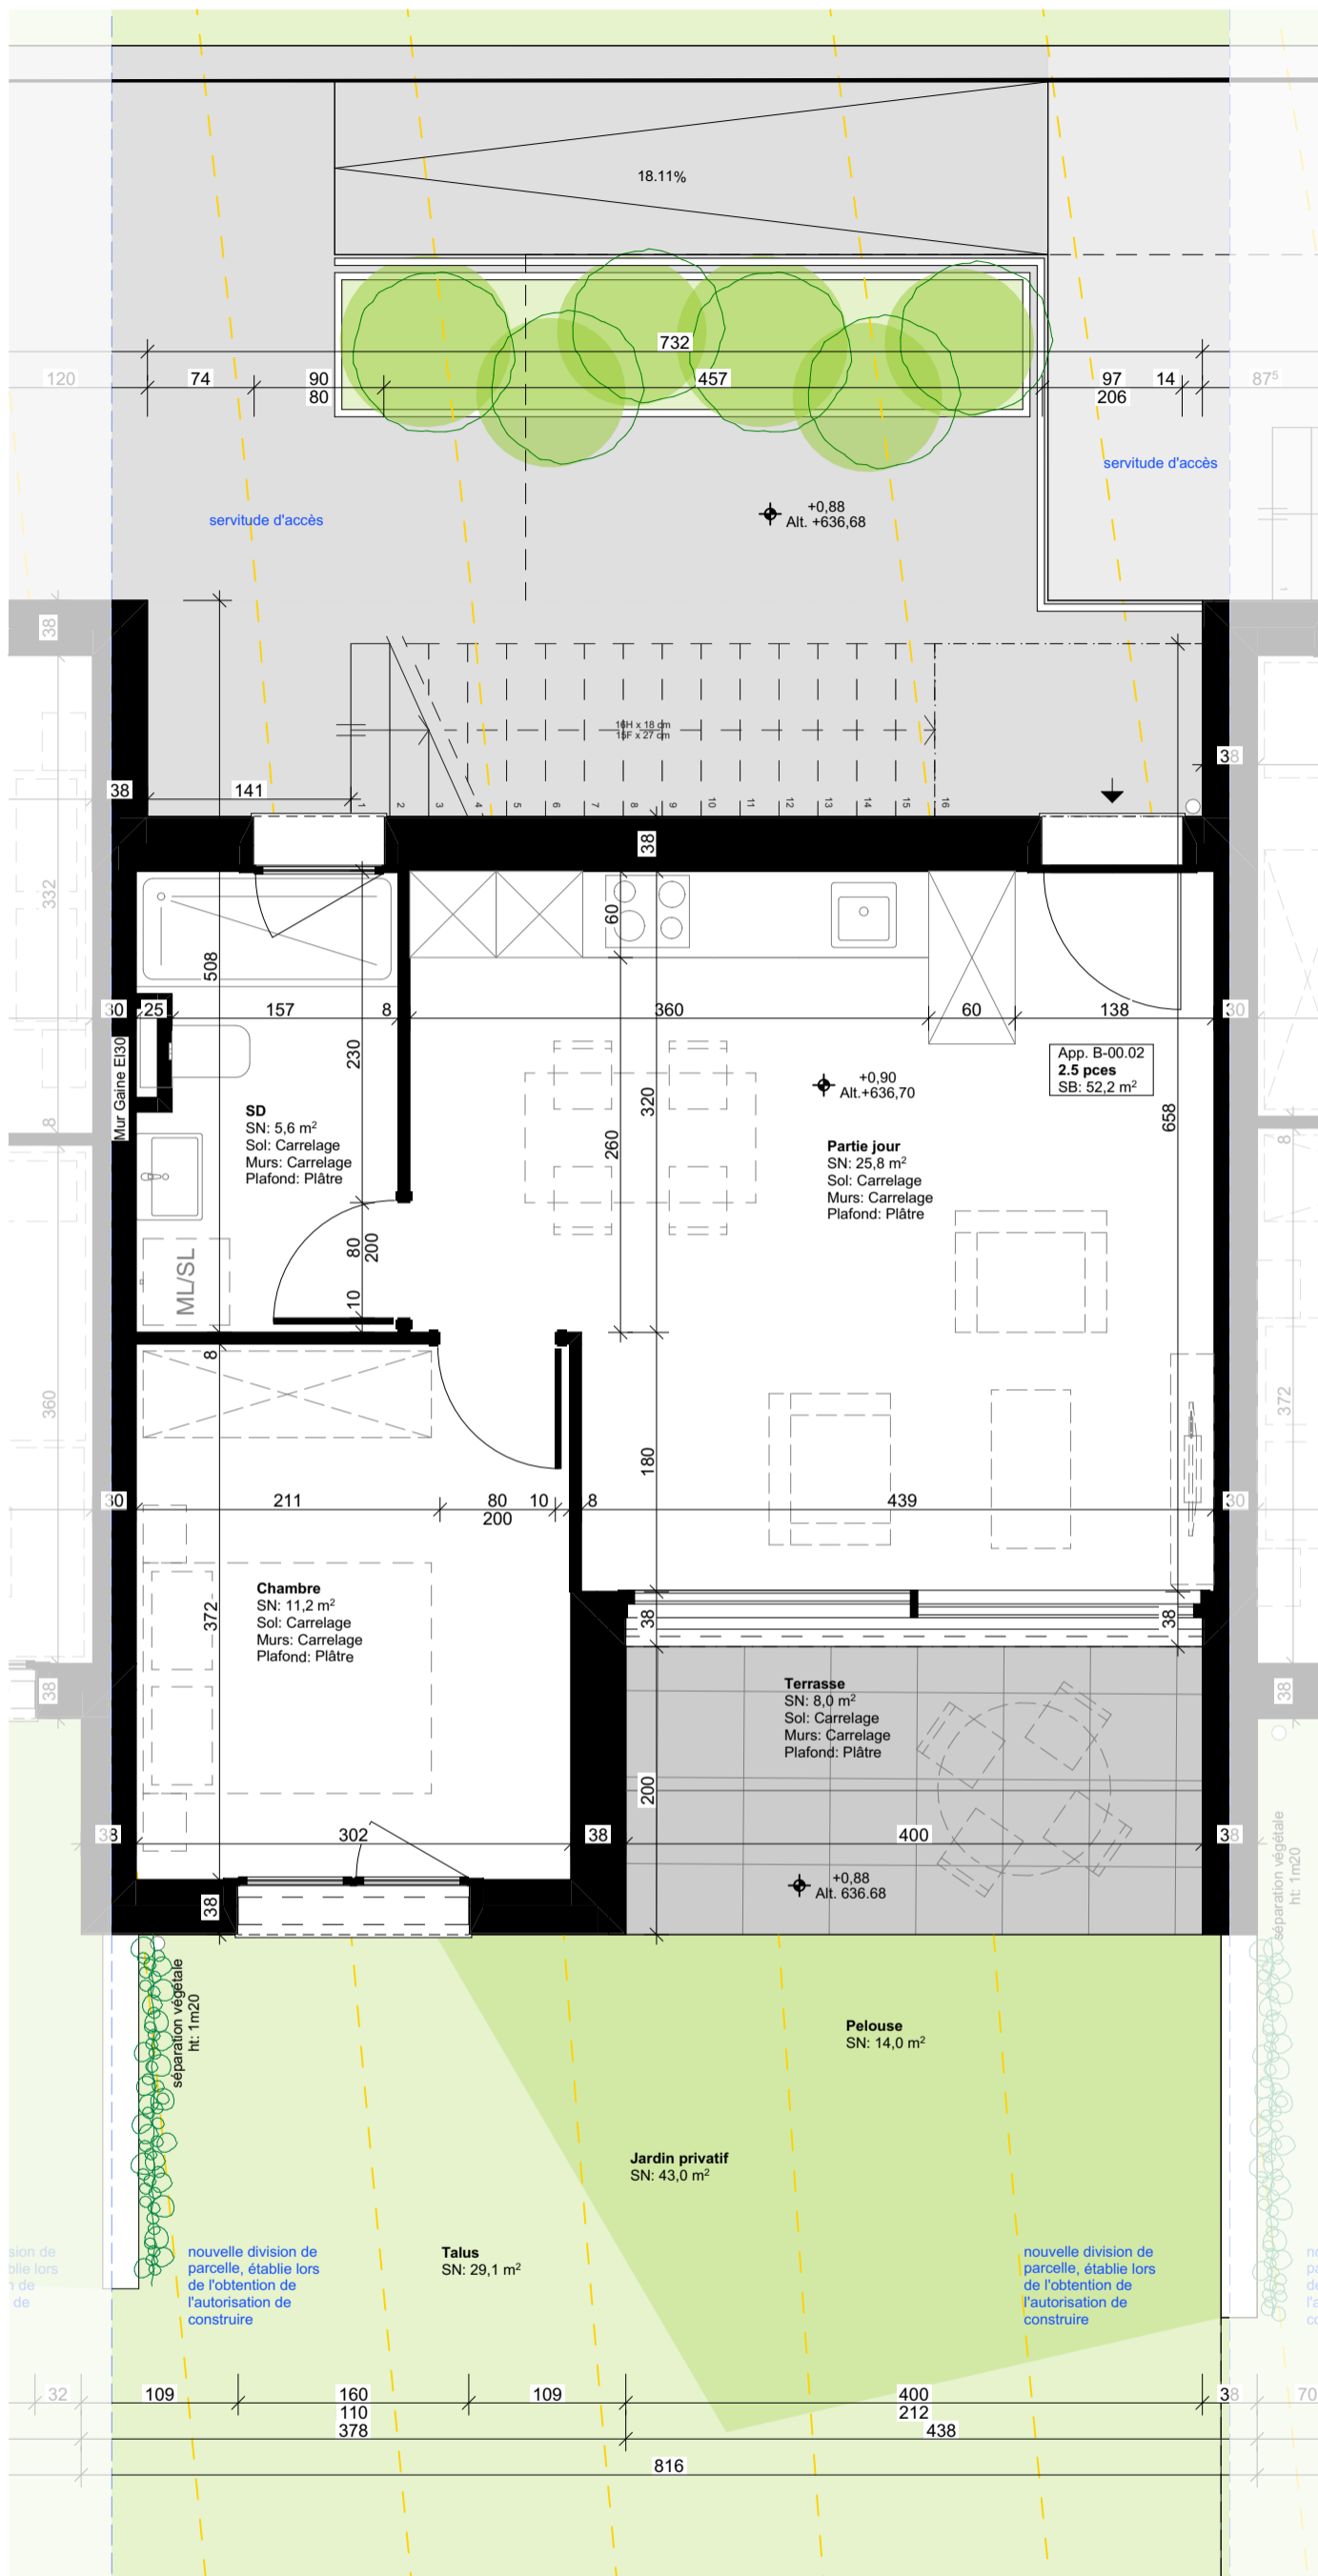 18.11%
732
120
74
90
80
457
97
206
14
87⁵
servitude d'accès
servitude d'accès
+0,88
Alt. +636,68
38
16H x 18 cm
15F x 27 cm
1
38
38
141
1
2
3
4
5
6
7
8
9
10
11
12
13
14
15
16
38
332
60
508
30
25
157
8
360
60
138
30
Mur Gaine EI30
230
320
260
+0,90
Alt.+636,70
App. B-00.02
2.5 pces
SB: 52,2 m²
658
8
8
SD
SN: 5,6 m²
Sol: Carrelage
Murs: Carrelage
Plafond: Plâtre
Partie jour
SN: 25,8 m²
Sol: Carrelage
Murs: Carrelage
Plafond: Plâtre
80
200
10
ML/SL
8
360
372
180
30
211
80
200
10
8
439
30
Chambre
SN: 11,2 m²
Sol: Carrelage
Murs: Carrelage
Plafond: Plâtre
372
38
38
38
38
Terrasse
SN: 8,0 m²
Sol: Carrelage
Murs: Carrelage
Plafond: Plâtre
200
38
302
38
400
38
+0,88
Alt. 636.68
38
séparation végétale
ht: 1m20
séparation végétale
ht: 1m20
Pelouse
SN: 14,0 m²
Jardin privatif
SN: 43,0 m²
Talus
SN: 29,1 m²
nouvelle division de
parcelle, établie lors
de l'obtention de
l'autorisation de
construire
nouvelle division de
parcelle, établie lors
de l'obtention de
l'autorisation de
construire
32
109
160
110
109
400
212
38
70
378
438
816